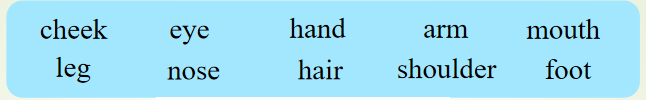 cheek eye hand arm mouth
leg nose hair shoulder foot